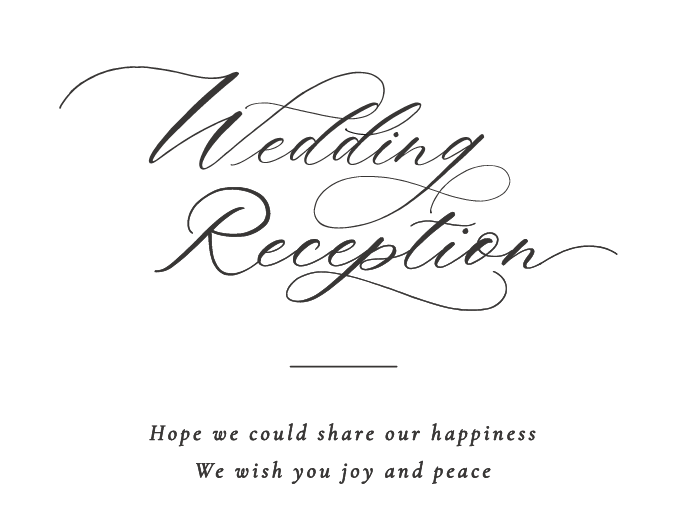 Wedding
Reception
Hope we could share our happiness
We wish you joy and peace